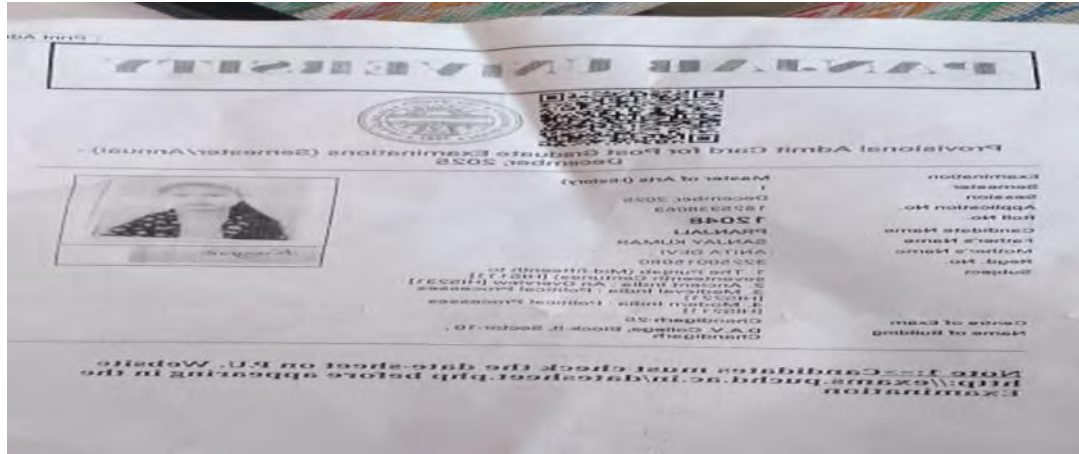 PANJAB UNIVERSITY
Provisional Admit Card for Post Graduate Examinations (Semester/Annual) -
December, 2025
Examination Master of Arts (History)
Semester 1
Session December, 2025
Application No.
Roll No. 12048
Candidate Name PRANJALI
Father's Name SANJAY KUMAR
Mother's Name ANITA DEVI
Regd. No.
Subject 1. The Punjab (Mid-fifteenth to
seventeenth Centuries) [HIS111]
2. Ancient India : An Overview [HIS231]
3. Medieval India : Political Processes
[HIS221]
4. Modern India : Political Processes
[HIS211]
Centre of Exam
Name of Building D.A.V. College, Block-II, Sector-10,
Chandigarh
Note 1:=>Candidates must check the date-sheet on P.U. Website
http://exams.puchd.ac.in/datesheet.php before appearing in the
Examination